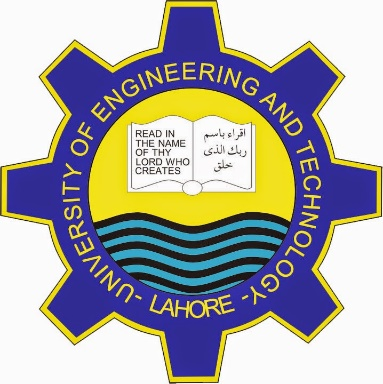 UNIVERSITY OF ENGINEERING AND TECHNOLOGY
- LAHORE -
READ IN
THE NAME
OF THY
LORD WHO
CREATES
اقراء باسم
ربك الذى
خلق